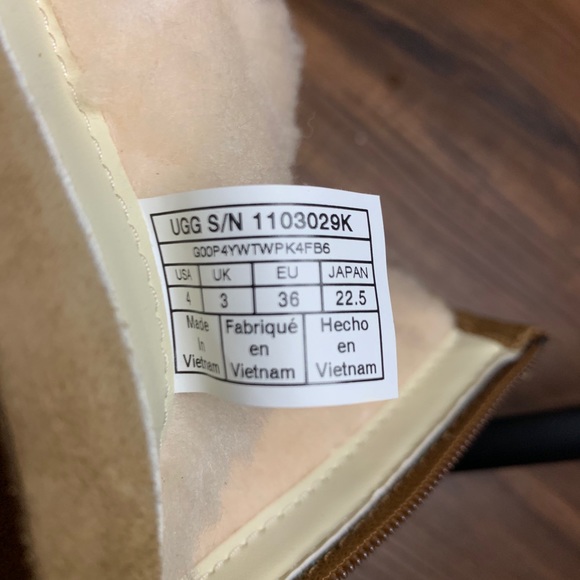 UGG S/N 1103029K
G00P4YWTWPK4FB6
USA UK EU JAPAN
4 3 36 22.5
Made Fabriqué Hecho
In en en
Vietnam Vietnam Vietnam